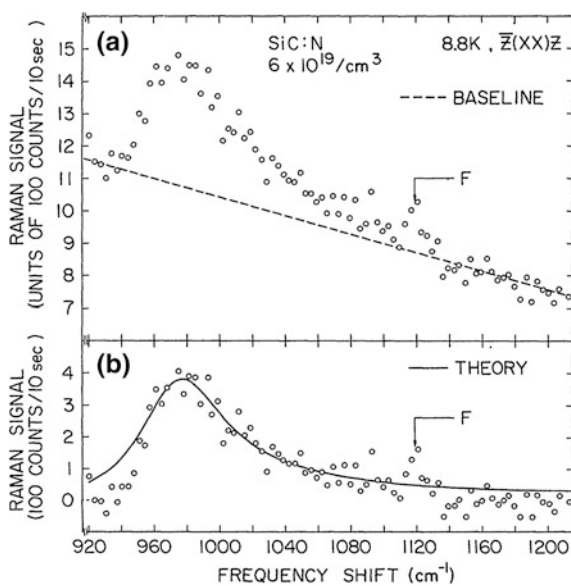 (a)
SiC:N
6 x 10¹⁹/cm³
8.8K, Z̅(XX)Z
--- BASELINE
F
RAMAN SIGNAL
(UNITS OF 100 COUNTS/10 sec)
15
14
13
12
11
10
9
8
7
(b)
— THEORY
F
RAMAN SIGNAL
(100 COUNTS/10 sec)
4
3
2
1
0
920 960 1000 1040 1080 1120 1160 1200
FREQUENCY SHIFT (cm⁻¹)